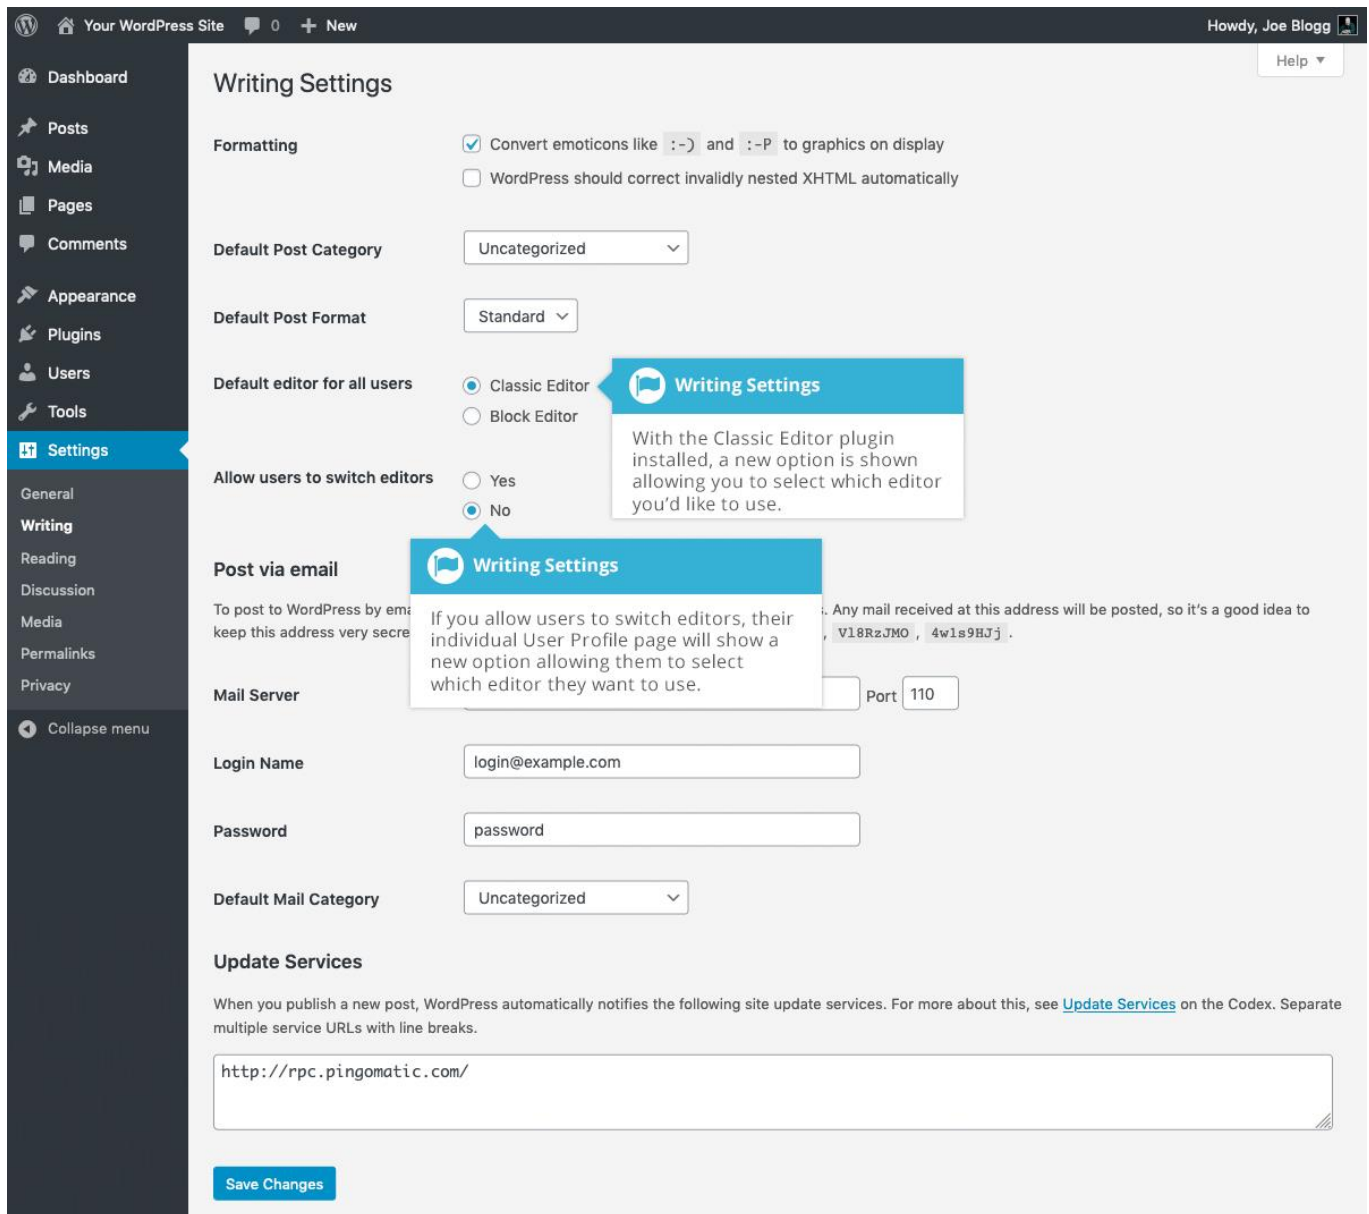 Your WordPress Site 0 New Howdy, Joe Blogg
Help
Dashboard
Posts
Media
Pages
Comments
Appearance
Plugins
Users
Tools
Settings
General
Writing
Reading
Discussion
Media
Permalinks
Privacy
Collapse menu
Writing Settings
Formatting
Convert emoticons like :-) and :-P to graphics on display
WordPress should correct invalidly nested XHTML automatically
Default Post Category Uncategorized
Default Post Format Standard
Default editor for all users
Classic Editor
Block Editor
Writing Settings
With the Classic Editor plugin
installed, a new option is shown
allowing you to select which editor
you'd like to use.
Allow users to switch editors
Yes
No
Writing Settings
If you allow users to switch editors, their
individual User Profile page will show a
new option allowing them to select
which editor they want to use.
Post via email
To post to WordPress by . Any mail received at this address will be posted, so it's a good idea to
keep this address very , Vl8RzJMO , 4wls9HJj .
Mail Server Port 110
Login Name login@example.com
Password password
Default Mail Category Uncategorized
Update Services
When you publish a new post, WordPress automatically notifies the following site update services. For more about this, see Update Services on the Codex. Separate
multiple service URLs with line breaks.
http://rpc.pingomatic.com/
Save Changes